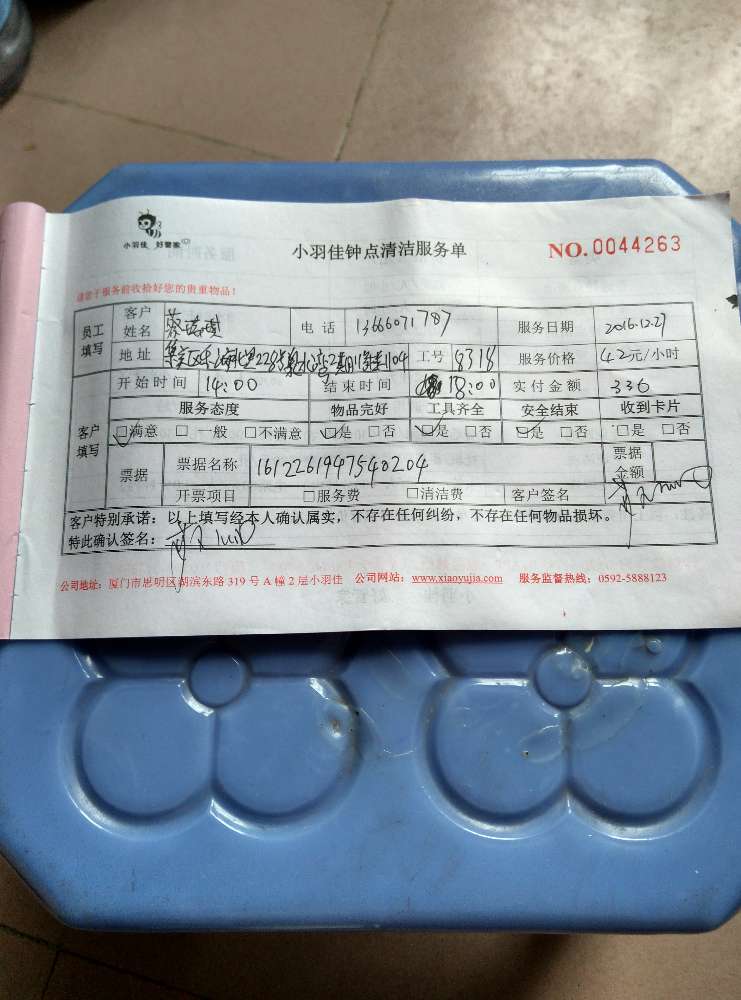 小羽佳 好管家
小羽佳钟点清洁服务单
NO.0044263
请您于服务前收拾好您的贵重物品!
员工填写 客户姓名 电话 13666071787 服务日期 2016.12.27
地址 工号 8318 服务价格 42元/小时
客户填写 开始时间 14:00 结束时间 18:00 实付金额 336
服务态度 物品完好 工具齐全 安全结束 收到卡片
☑满意 □一般 □不满意 ☑是 □否 ☑是 □否 ☑是 □否 □是 □否
票据 票据名称 1612261947540204 票据金额
开票项目 □服务费 □清洁费 客户签名
客户特别承诺:以上填写经本人确认属实,不存在任何纠纷,不存在任何物品损坏。
特此确认签名:
公司地址:厦门市思明区湖滨东路 319 号 A 幢 2 层小羽佳 公司网站:www.xiaoyujia.com 服务监督热线:0592-5888123